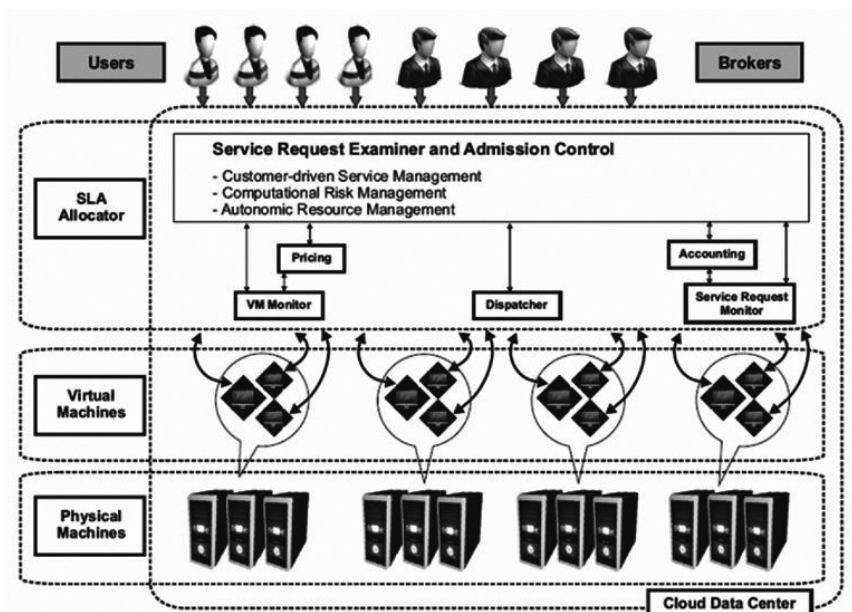 Users
Brokers
Service Request Examiner and Admission Control
- Customer-driven Service Management
- Computational Risk Management
- Autonomic Resource Management
SLA
Allocator
Pricing
Accounting
VM Monitor
Dispatcher
Service Request
Monitor
Virtual
Machines
Physical
Machines
Cloud Data Center